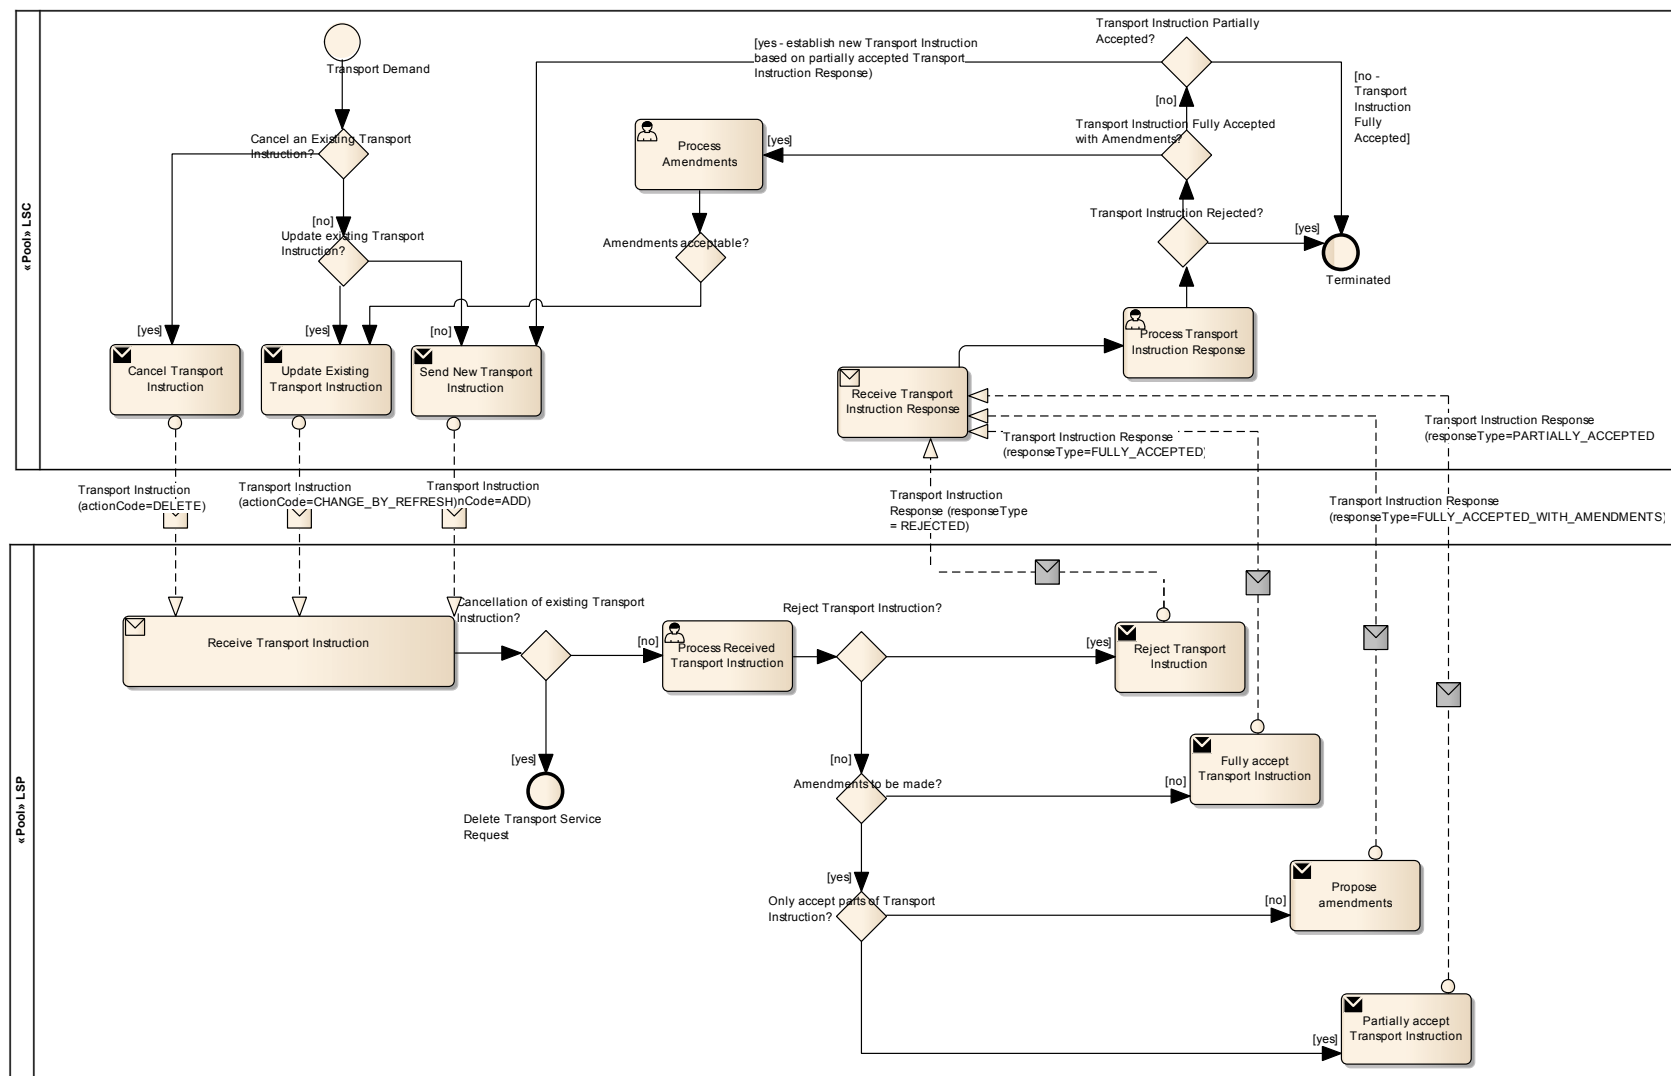 «Pool» LSC
Transport Demand
Cancel an Existing Transport
Instruction?
[no]
Update existing Transport
Instruction?
[yes]
[yes]
[no]
Cancel Transport
Instruction
Update Existing
Transport Instruction
Send New Transport
Instruction
[yes - establish new Transport Instruction
based on partially accepted Transport
Instruction Response)
Process
Amendments
[yes]
Amendments acceptable?
Transport Instruction Partially
Accepted?
[no]
Transport Instruction Fully Accepted
with Amendments?
Transport Instruction Rejected?
[yes]
[no -
Transport
Instruction
Fully
Accepted]
Terminated
Process Transport
Instruction Response
Receive Transport
Instruction Response
Transport Instruction Response
(responseType=FULLY_ACCEPTED)
Transport Instruction Response
(responseType=PARTIALLY_ACCEPTED
Transport Instruction
(actionCode=DELETE)
Transport Instruction
(actionCode=CHANGE_BY_REFRESH)
Transport Instruction
nCode=ADD)
Transport Instruction
Response (responseType
= REJECTED)
Transport Instruction Response
(responseType=FULLY_ACCEPTED_WITH_AMENDMENTS)
«Pool» LSP
Receive Transport Instruction
Cancellation of existing Transport
Instruction?
[no]
[yes]
Delete Transport Service
Request
Process Received
Transport Instruction
Reject Transport Instruction?
[yes]
Reject Transport
Instruction
[no]
Amendments to be made?
[no]
Fully accept
Transport Instruction
[yes]
Only accept parts of Transport
Instruction?
[no]
Propose
amendments
[yes]
Partially accept
Transport Instruction